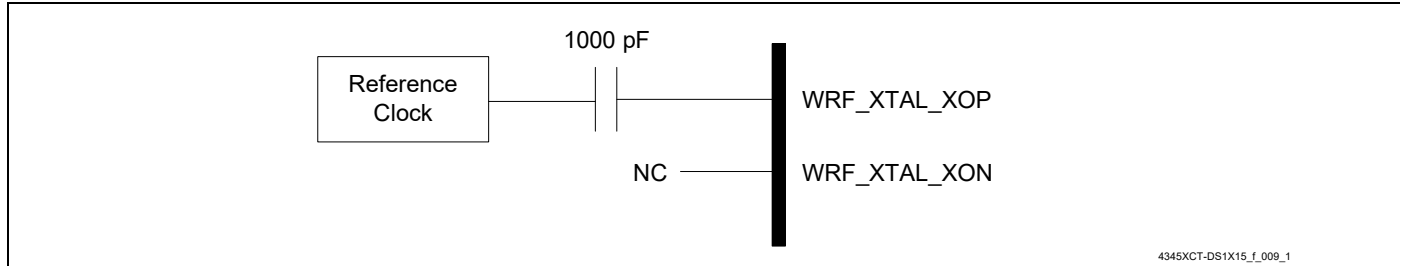 1000 pF
Reference
Clock
WRF_XTAL_XOP
NC
WRF_XTAL_XON
4345XCT-DS1X15_f_009_1